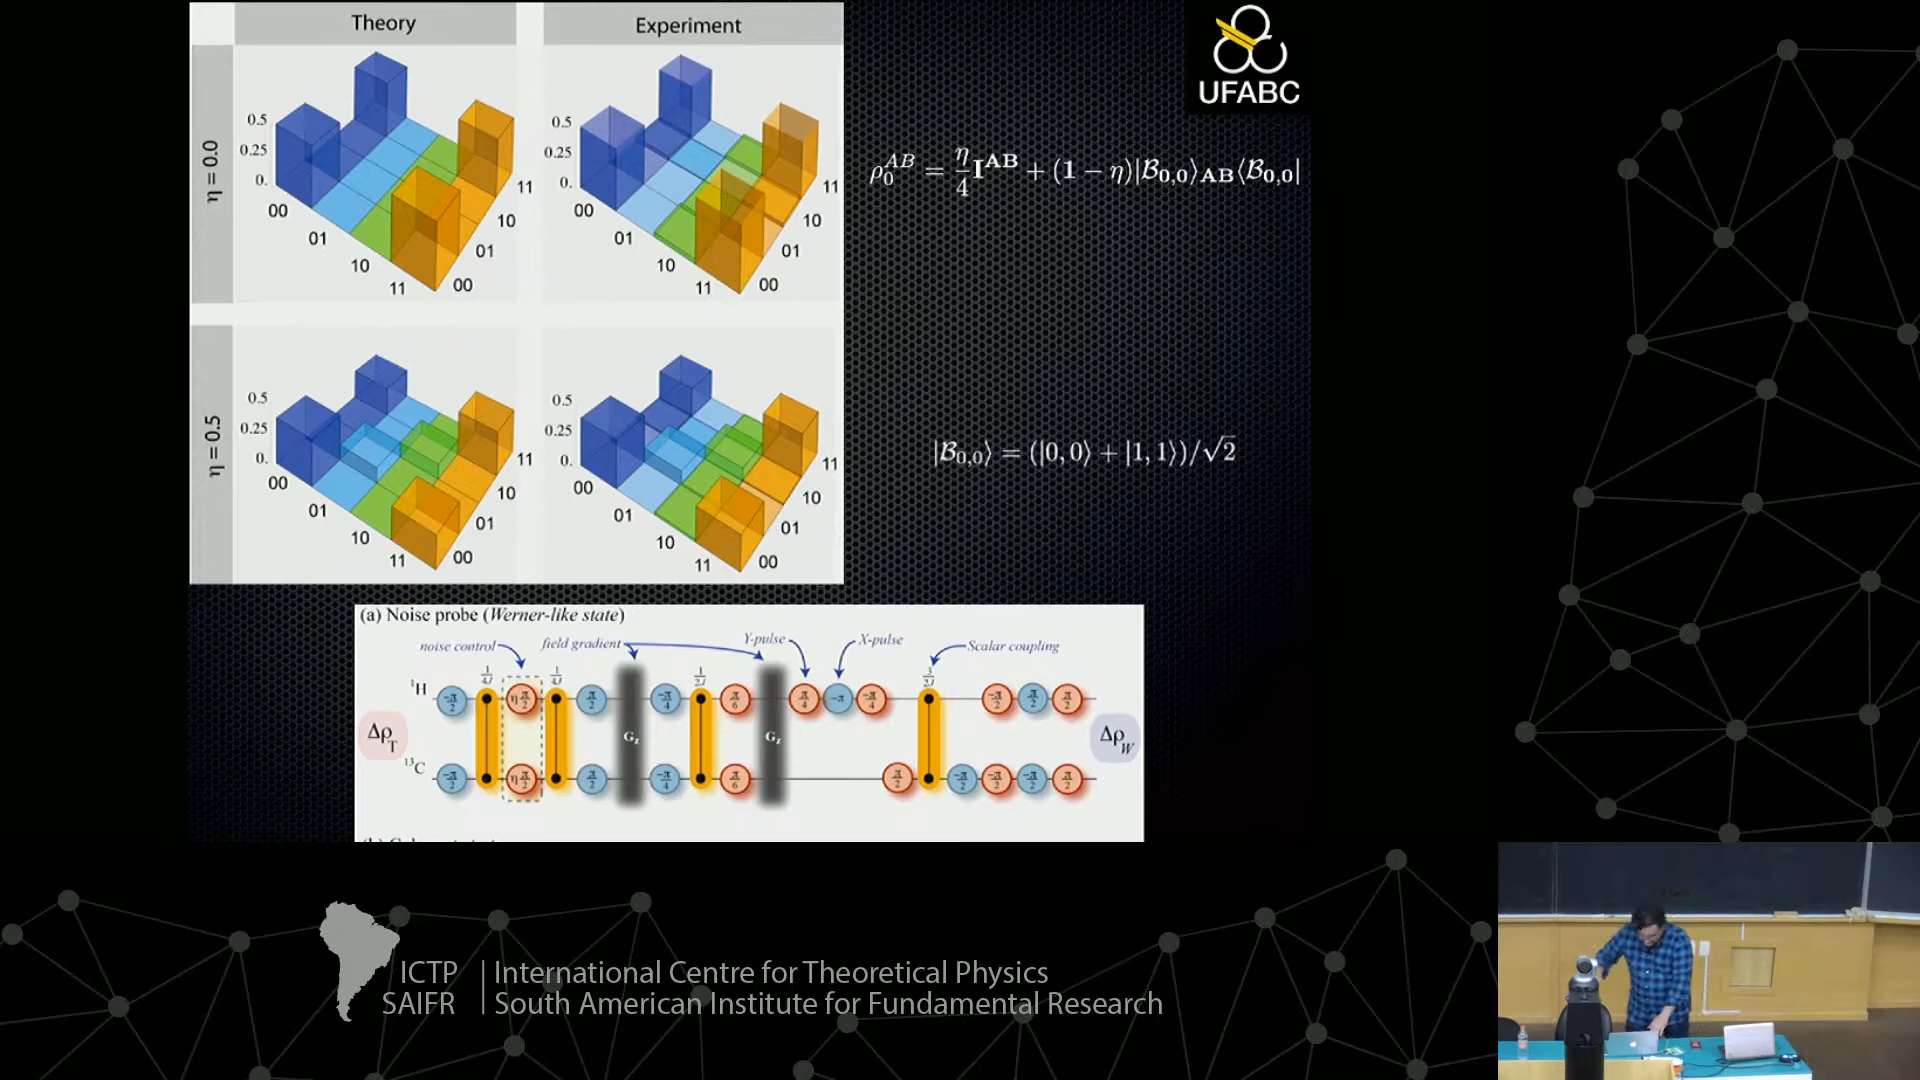 Theory
Experiment
UFABC
η = 0.0
0.5
0.25
0.
00
01
10
11
00
01
10
11
0.5
0.25
0.
00
01
10
11
00
01
10
11
ρ₀^{AB} = η/4 I^{AB} + (1 − η)|ℬ₀,₀⟩_{AB}⟨ℬ₀,₀|
η = 0.5
0.5
0.25
0.
00
01
10
11
00
01
10
11
0.5
0.25
0.
00
01
10
11
00
01
10
11
|ℬ₀,₀⟩ = (|0,0⟩ + |1,1⟩)/√2
(a) Noise probe (Werner-like state)
noise control
field gradient
Y-pulse
X-pulse
Scalar coupling
1/4J
1/4J
1/2J
3/2J
¹H
-π/2
η π/2
π/2
-π/4
π/6
π/4
-π
-π/4
-π/2
π/2
π/2
Δρ_T
G_z
G_z
Δρ_W
¹³C
-π/2
η π/2
π/2
-π/4
π/6
π/2
-π/2
-π/2
-π/2
π/2
ICTP
SAIFR
International Centre for Theoretical Physics
South American Institute for Fundamental Research